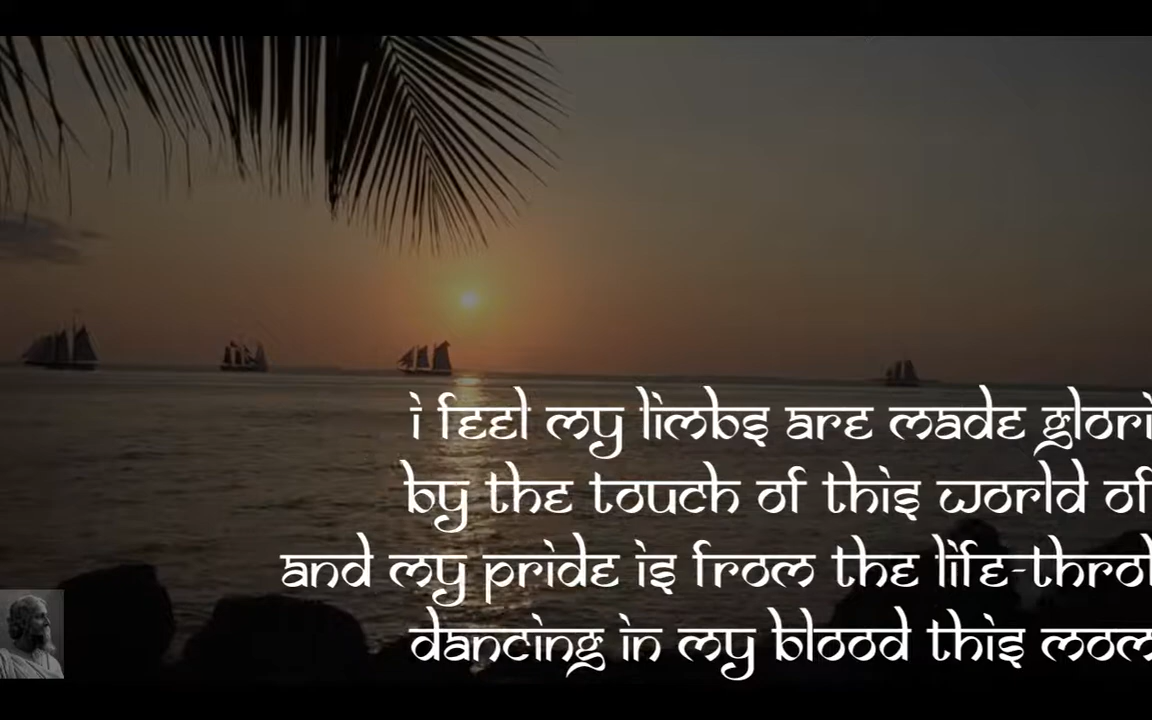 i feel my limbs are made glori
by the touch of this world of
and my pride is from the life-throb
dancing in my blood this mom